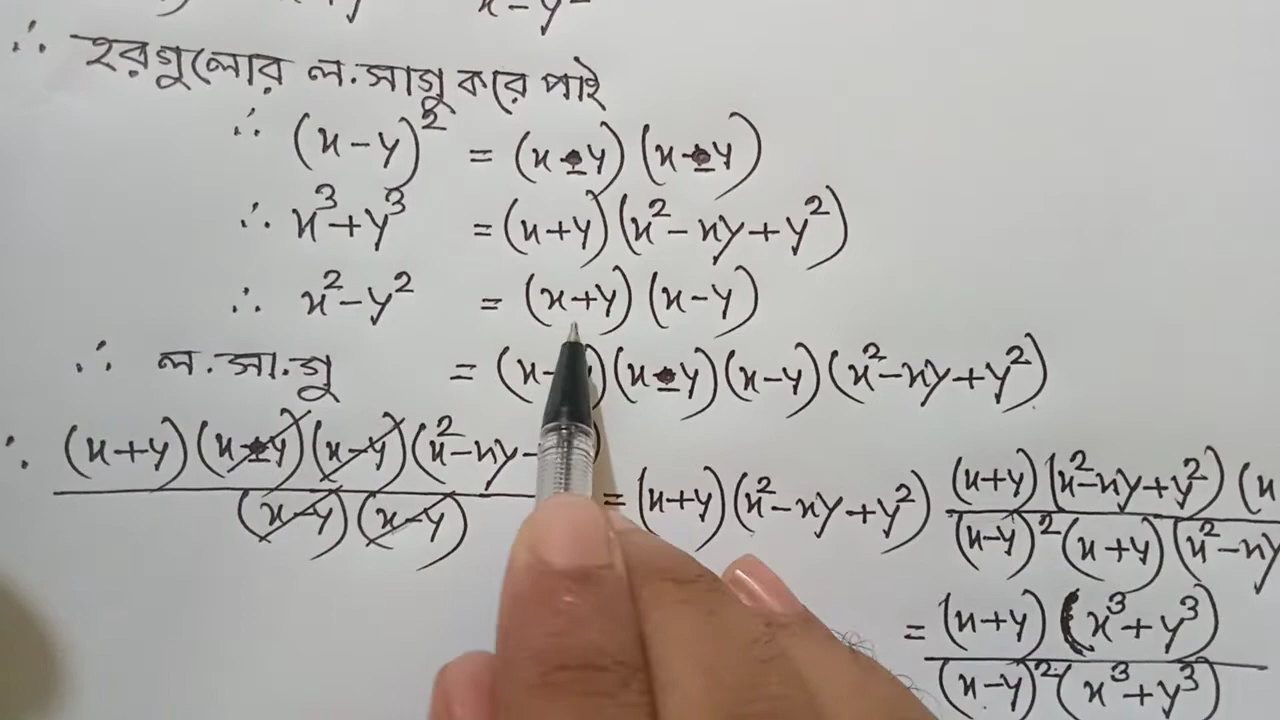 x-y²
∴ হরগুলোর ল.সাগু করে পাই
∴ (x-y)² = (x-y)(x-y)
∴ x³+y³ = (x+y)(x²-xy+y²)
∴ x²-y² = (x+y)(x-y)
∴ ল.সা.গু = (x-y)(x-y)(x²-xy+y²)
∴ (x+y)(x-y)(x-y)(x²-xy
(x-y)(x-y)
= (x+y)(x²-xy+y²)
(x+y)(x²-xy+y²)(x
(x-y)²(x+y)(x²-xy
= (x+y)(x³+y³)
(x-y)²(x³+y³)